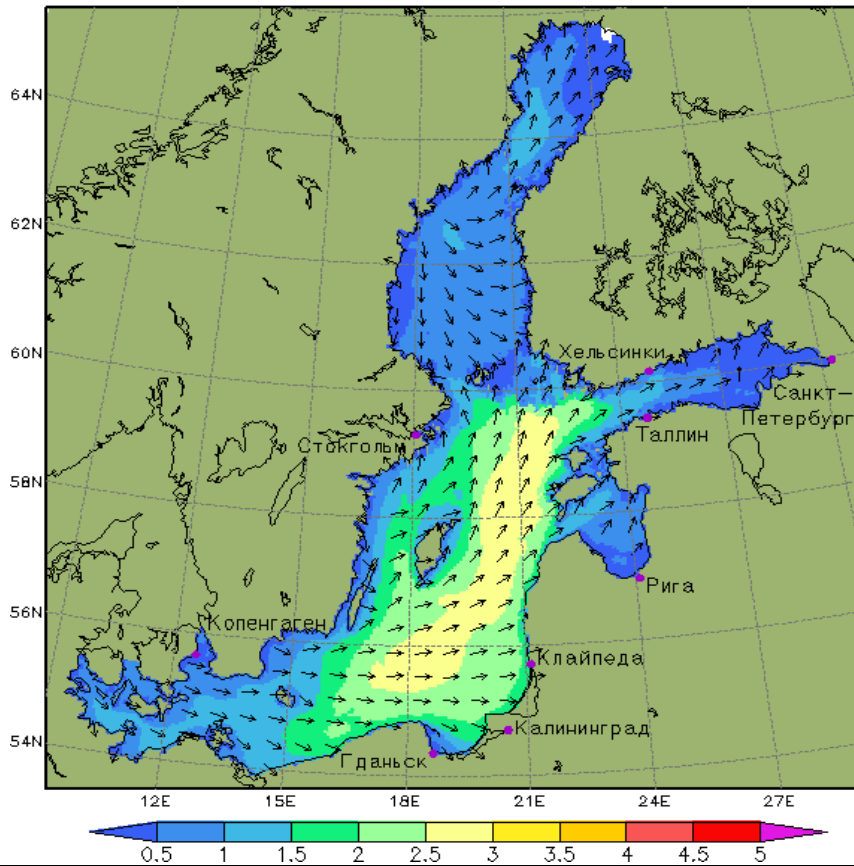 64N
62N
60N
Хельсинки
Санкт-
Петербург
Таллин
Стокгольм
58N
Рига
56N
Копенгаген
Клайпеда
Калининград
54N
Гданьск
12E 15E 18E 21E 24E 27E
0.5 1 1.5 2 2.5 3 3.5 4 4.5 5